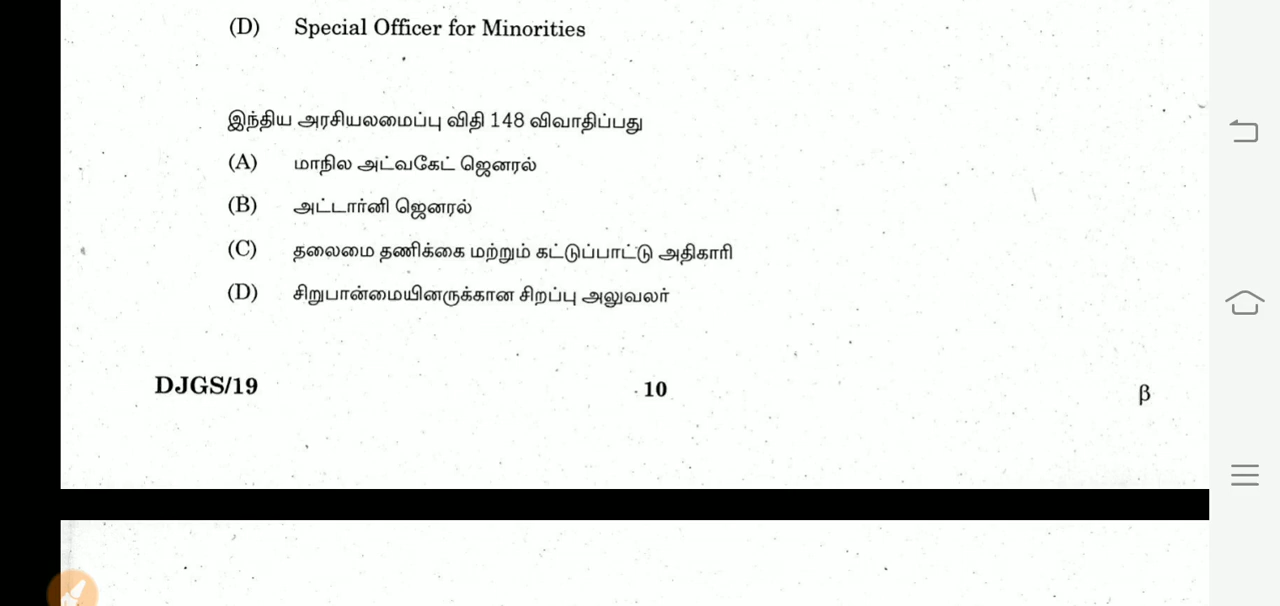 (D) Special Officer for Minorities
இந்திய அரசியலமைப்பு விதி 148 விவாதிப்பது
(A) மாநில அட்வகேட் ஜெனரல்
(B) அட்டார்னி ஜெனரல்
(C) தலைமை தணிக்கை மற்றும் கட்டுப்பாட்டு அதிகாரி
(D) சிறுபான்மையினருக்கான சிறப்பு அலுவலர்
DJGS/19 10 β